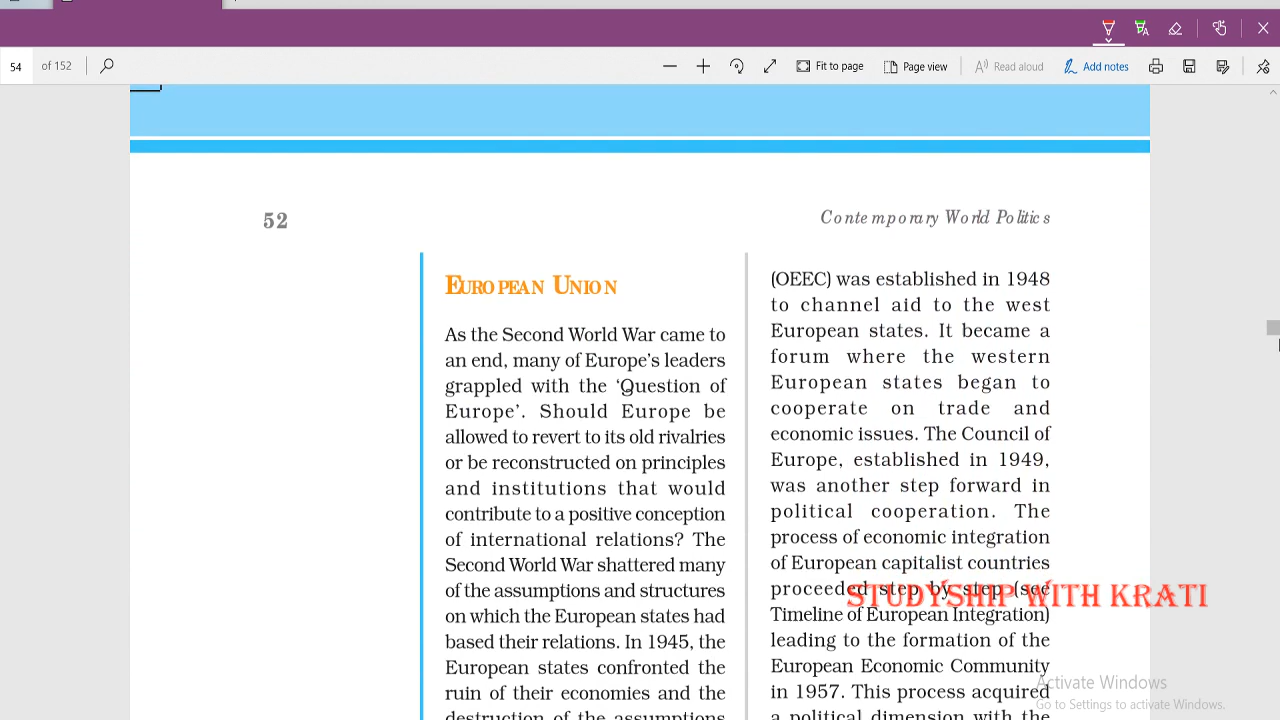 54
of 152
Fit to page
Page view
Read aloud
Add notes
52
Contemporary World Politics
EUROPEAN UNION
As the Second World War came to
an end, many of Europe's leaders
grappled with the 'Question of
Europe'. Should Europe be
allowed to revert to its old rivalries
or be reconstructed on principles
and institutions that would
contribute to a positive conception
of international relations? The
Second World War shattered many
of the assumptions and structures
on which the European states had
based their relations. In 1945, the
European states confronted the
ruin of their economies and the
destruction of the assumptions
(OEEC) was established in 1948
to channel aid to the west
European states. It became a
forum where the western
European states began to
cooperate on trade and
economic issues. The Council of
Europe, established in 1949,
was another step forward in
political cooperation. The
process of economic integration
of European capitalist countries
proceeded step by step (see
Timeline of European Integration)
leading to the formation of the
European Economic Community
in 1957. This process acquired
a political dimension with the
STUDYSHIP WITH KRATI
Activate Windows
Go to Settings to activate Windows.